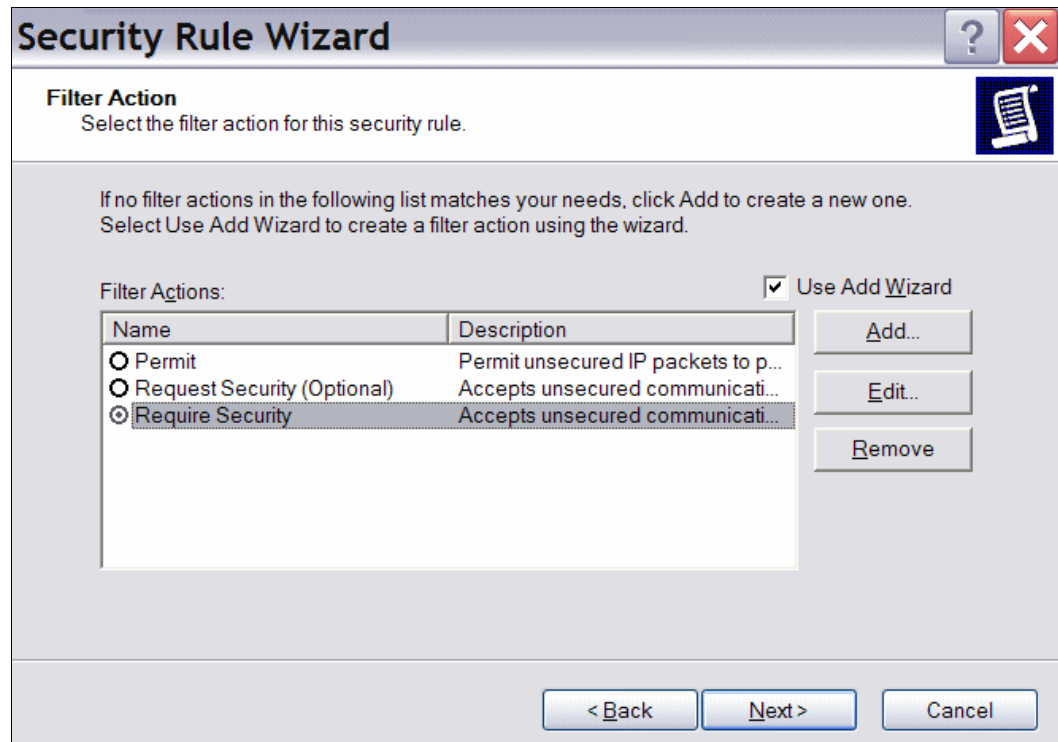 Security Rule Wizard
?
Filter Action
Select the filter action for this security rule.
If no filter actions in the following list matches your needs, click Add to create a new one.
Select Use Add Wizard to create a filter action using the wizard.
Filter Actions:
Use Add Wizard
Name Description
Permit Permit unsecured IP packets to p...
Request Security (Optional) Accepts unsecured communicati...
Require Security Accepts unsecured communicati...
Add...
Edit...
Remove
< Back Next > Cancel